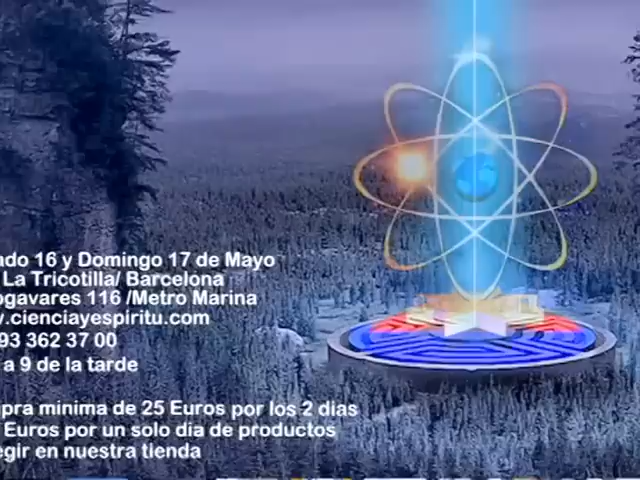 ado 16 y Domingo 17 de Mayo
La Tricotilla/ Barcelona
ogavares 116 /Metro Marina
.cienciayespiritu.com
93 362 37 00
a 9 de la tarde
pra minima de 25 Euros por los 2 dias
Euros por un solo dia de productos
egir en nuestra tienda